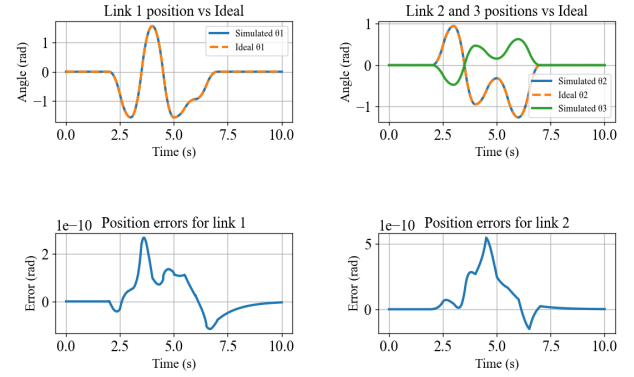 Link 1 position vs Ideal
Angle (rad)
1
0
−1
Simulated θ1
Ideal θ1
0.0 2.5 5.0 7.5 10.0
Time (s)
Link 2 and 3 positions vs Ideal
Angle (rad)
1
0
−1
Simulated θ2
Ideal θ2
Simulated θ3
0.0 2.5 5.0 7.5 10.0
Time (s)
1e−10
Position errors for link 1
Error (rad)
2
0
0.0 2.5 5.0 7.5 10.0
Time (s)
1e−10
Position errors for link 2
Error (rad)
5
0
0.0 2.5 5.0 7.5 10.0
Time (s)